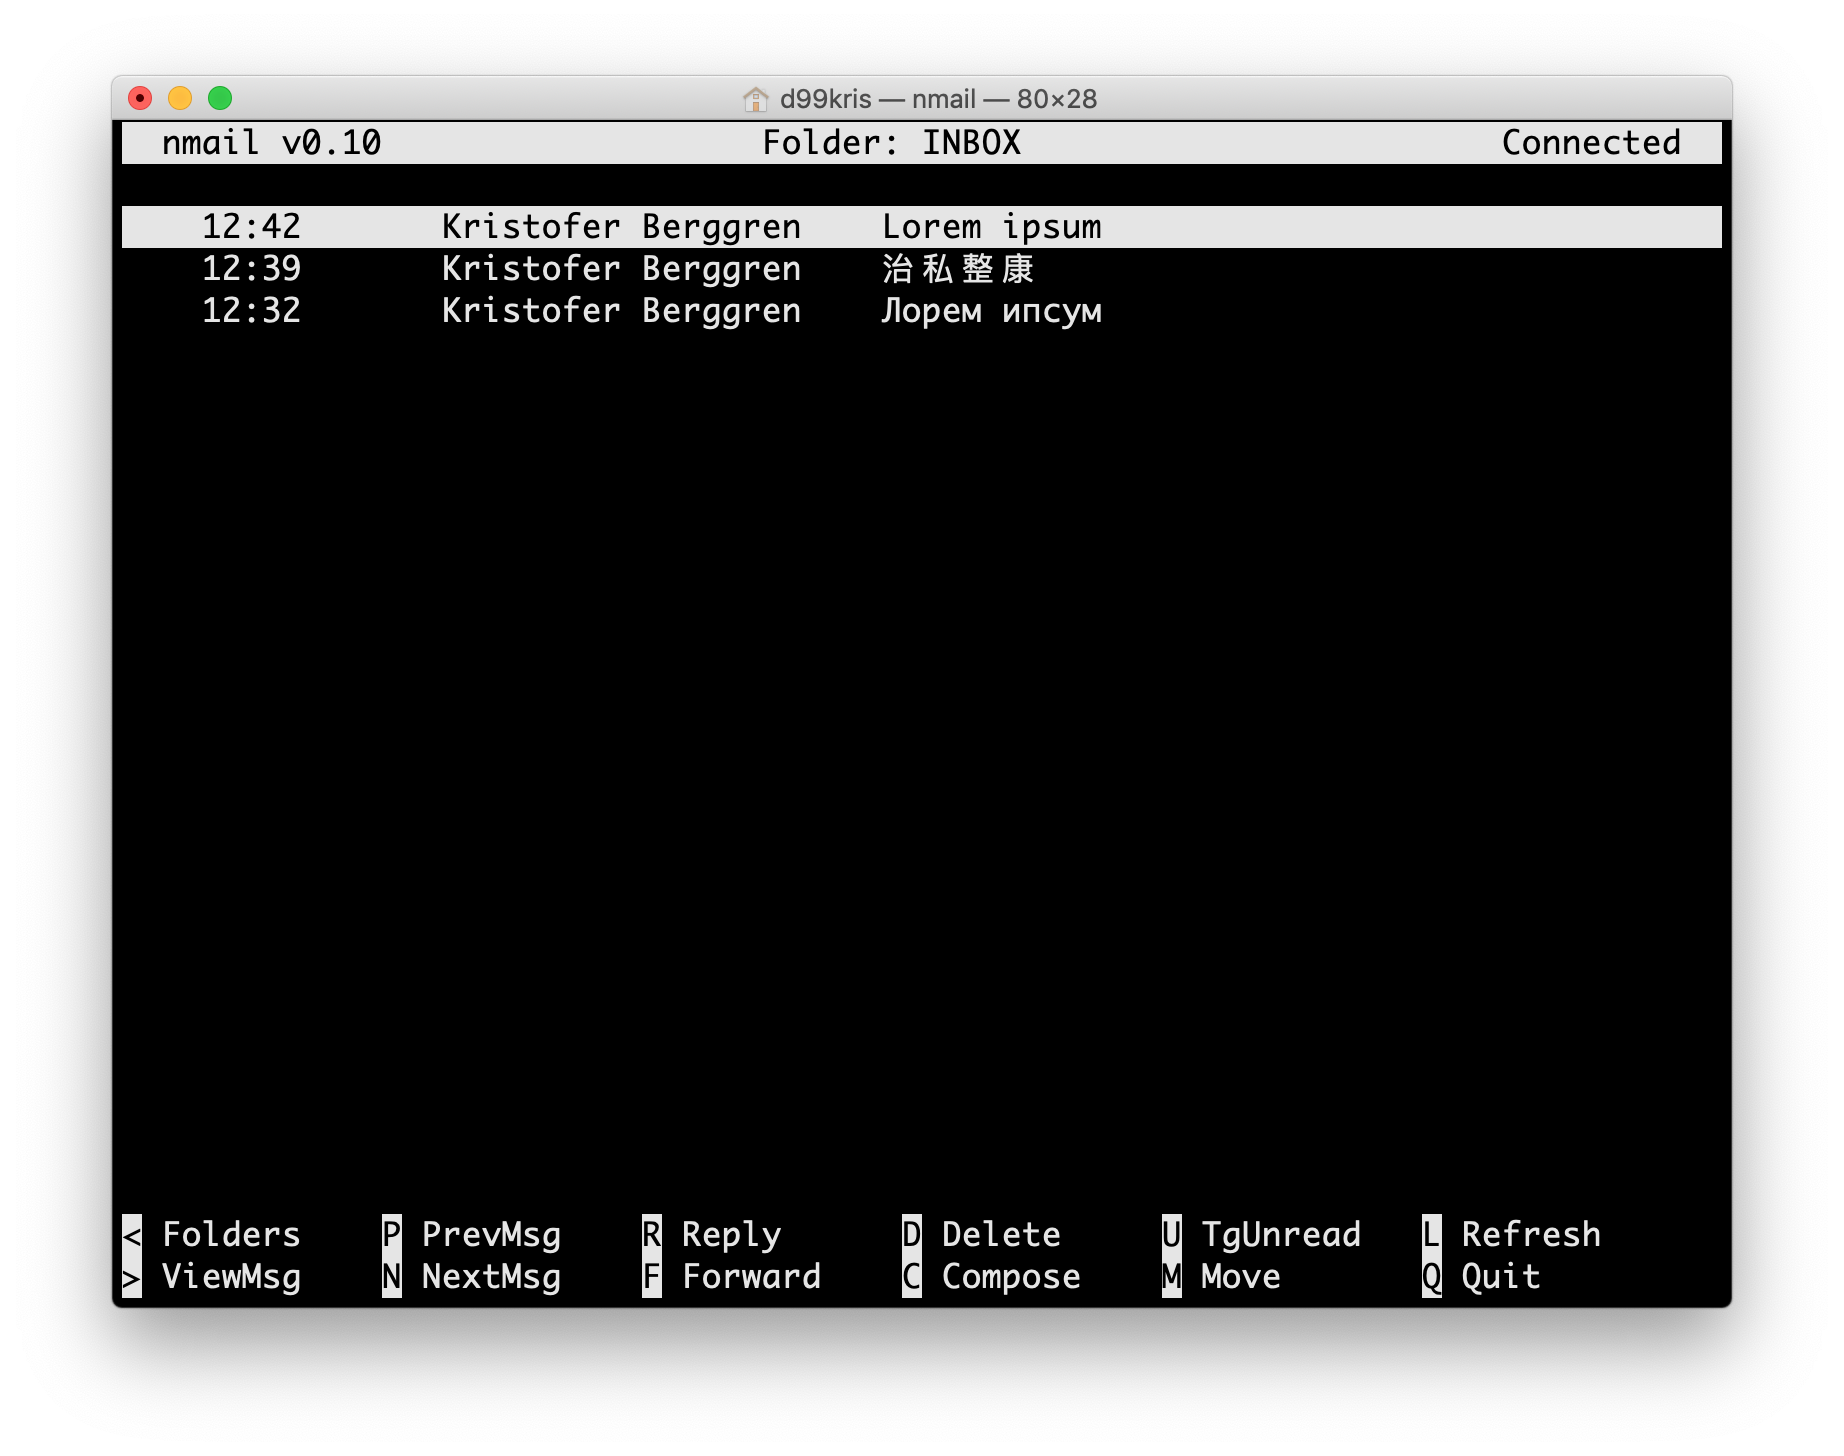 d99kris — nmail — 80×28
nmail v0.10 Folder: INBOX Connected
12:42 Kristofer Berggren Lorem ipsum
12:39 Kristofer Berggren 治私整康
12:32 Kristofer Berggren Лорем ипсум
< Folders P PrevMsg R Reply D Delete U TgUnread L Refresh
> ViewMsg N NextMsg F Forward C Compose M Move Q Quit